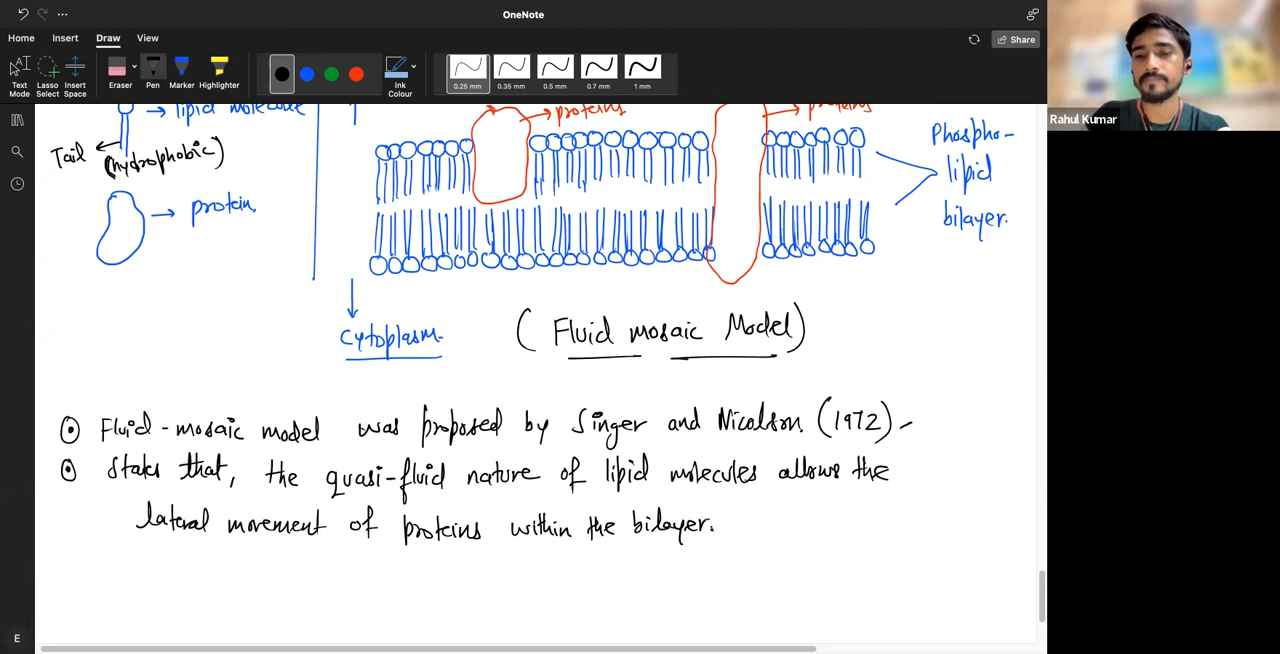 OneNote
Home Insert Draw View
Share
Text Mode
Lasso Select
Insert Space
Eraser
Pen
Marker
Highlighter
Ink Colour
0.25 mm
0.35 mm
0.5 mm
0.7 mm
1 mm
Rahul Kumar
lipid molecule
Tail (hydrophobic)
protein
proteins
proteins
Phospho-
lipid
bilayer.
Cytoplasm.
(Fluid mosaic Model)
Fluid-mosaic model was proposed by Singer and Nicolson (1972)
States that, the quasi-fluid nature of lipid molecules allows the
lateral movement of proteins within the bilayer.
E